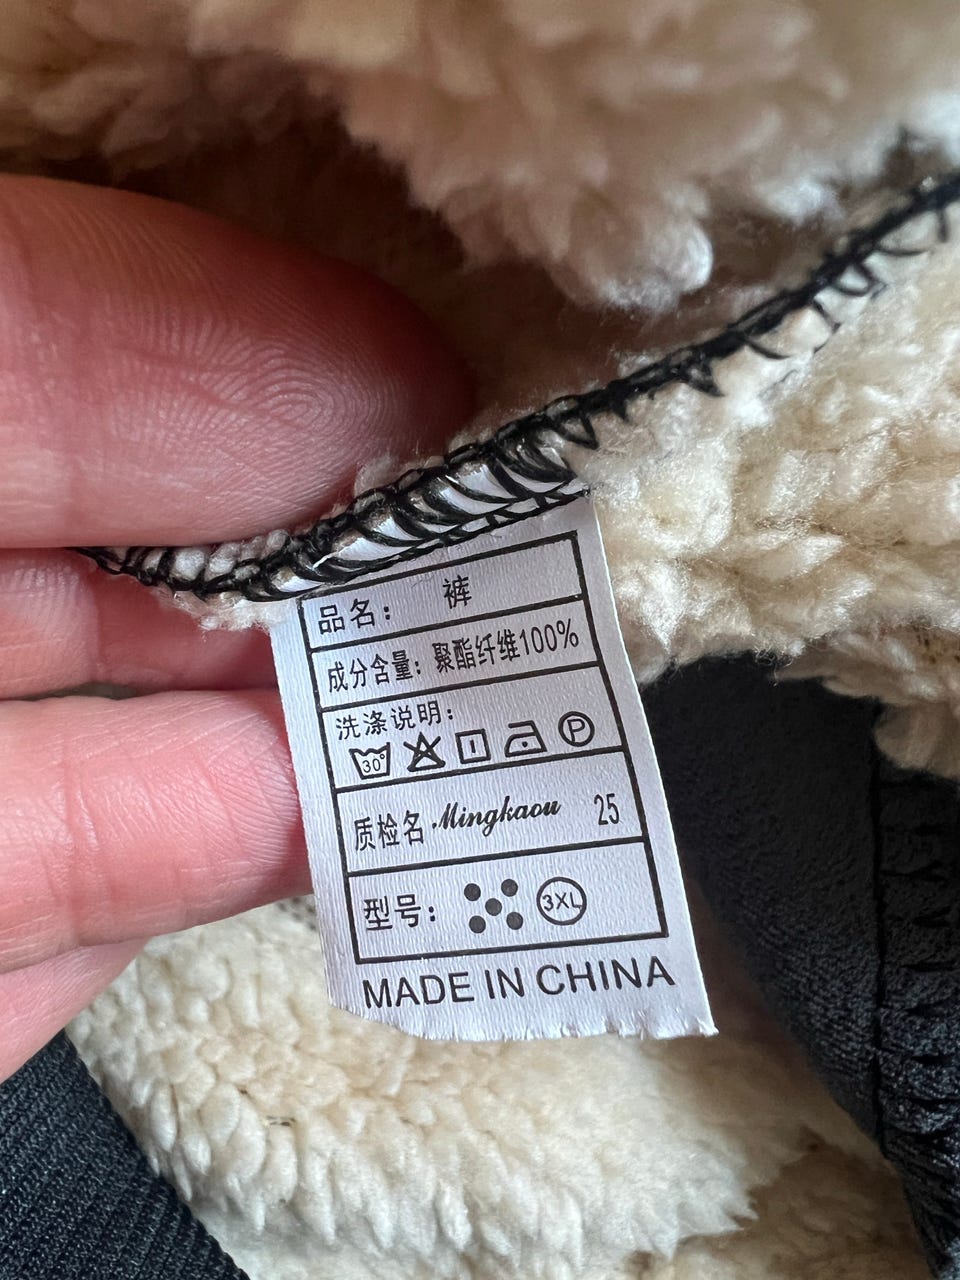 品名： 裤
成分含量：聚酯纤维100%
洗涤说明：
30° P
质检名 Mingkaou 25
型号： 3XL
MADE IN CHINA